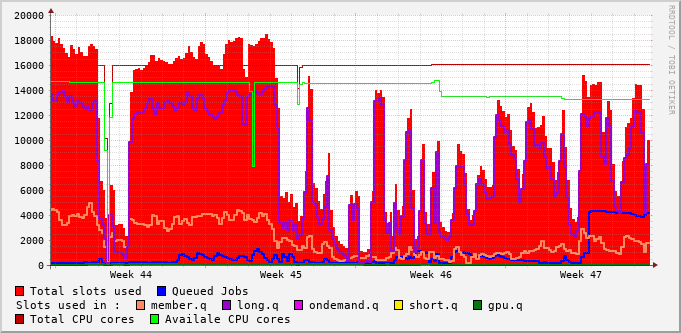 20000
18000
16000
14000
12000
10000
8000
6000
4000
2000
0
Week 44 Week 45 Week 46 Week 47
Total slots used Queued Jobs
Slots used in : member.q long.q ondemand.q short.q gpu.q
Total CPU cores Availale CPU cores
RRDTOOL / TOBI OETIKER